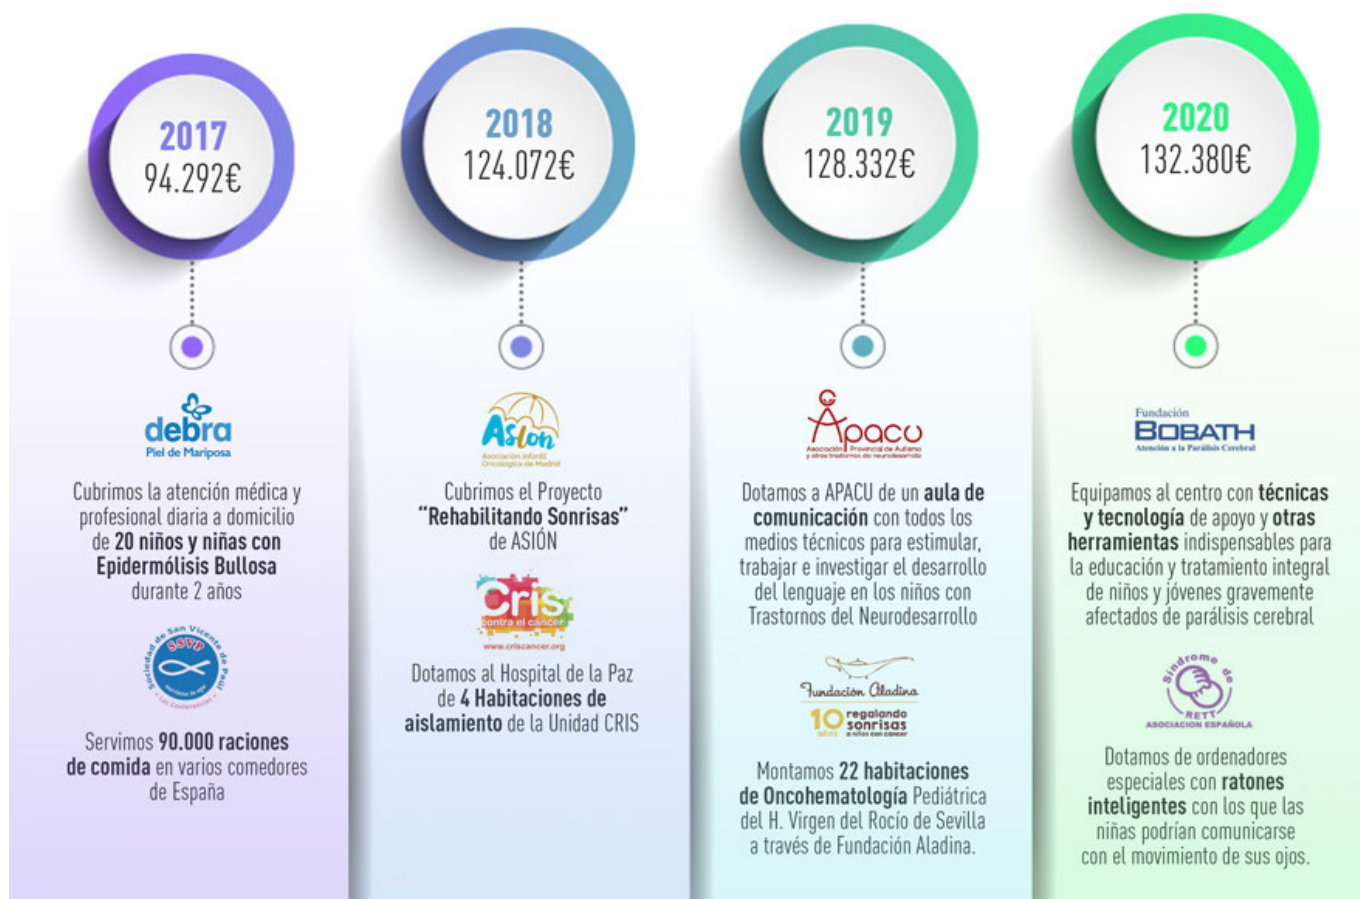 2017
94.292€
debra
Piel de Mariposa
Cubrimos la atención médica y
profesional diaria a domicilio
de 20 niños y niñas con
Epidermólisis Bullosa
durante 2 años
Sociedad de San Vicente de Paúl
SSVP
Las Conferencias
Servimos 90.000 raciones
de comida en varios comedores
de España
2018
124.072€
Asion
Asociación Infantil
Oncológica de Madrid
Cubrimos el Proyecto
“Rehabilitando Sonrisas”
de ASIÓN
Cris
contra el cáncer
www.criscancer.org
Dotamos al Hospital de la Paz
de 4 Habitaciones de
aislamiento de la Unidad CRIS
2019
128.332€
Apacu
Asociación Provincial de Autismo
y otros trastornos del neurodesarrollo
Dotamos a APACU de un aula de
comunicación con todos los
medios técnicos para estimular,
trabajar e investigar el desarrollo
del lenguaje en los niños con
Trastornos del Neurodesarrollo
Fundación Aladina
10 años
regalando
sonrisas
a niños con cáncer
Montamos 22 habitaciones
de Oncohematología Pediátrica
del H. Virgen del Rocío de Sevilla
a través de Fundación Aladina.
2020
132.380€
Fundación
BOBATH
Atención a la Parálisis Cerebral
Equipamos al centro con técnicas
y tecnología de apoyo y otras
herramientas indispensables para
la educación y tratamiento integral
de niños y jóvenes gravemente
afectados de parálisis cerebral
Síndrome de
RETT
ASOCIACION ESPAÑOLA
Dotamos de ordenadores
especiales con ratones
inteligentes con los que las
niñas podrían comunicarse
con el movimiento de sus ojos.